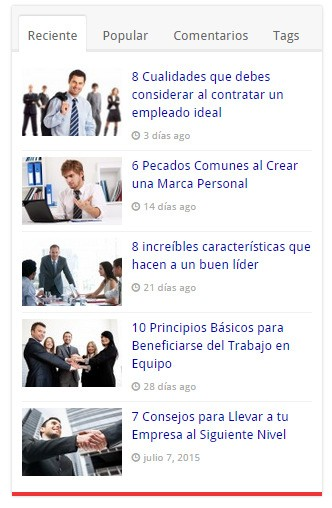 Reciente Popular Comentarios Tags
8 Cualidades que debes
considerar al contratar un
empleado ideal
3 días ago
6 Pecados Comunes al Crear
una Marca Personal
14 días ago
8 increíbles características que
hacen a un buen líder
21 días ago
10 Principios Básicos para
Beneficiarse del Trabajo en
Equipo
28 días ago
7 Consejos para Llevar a tu
Empresa al Siguiente Nivel
julio 7, 2015